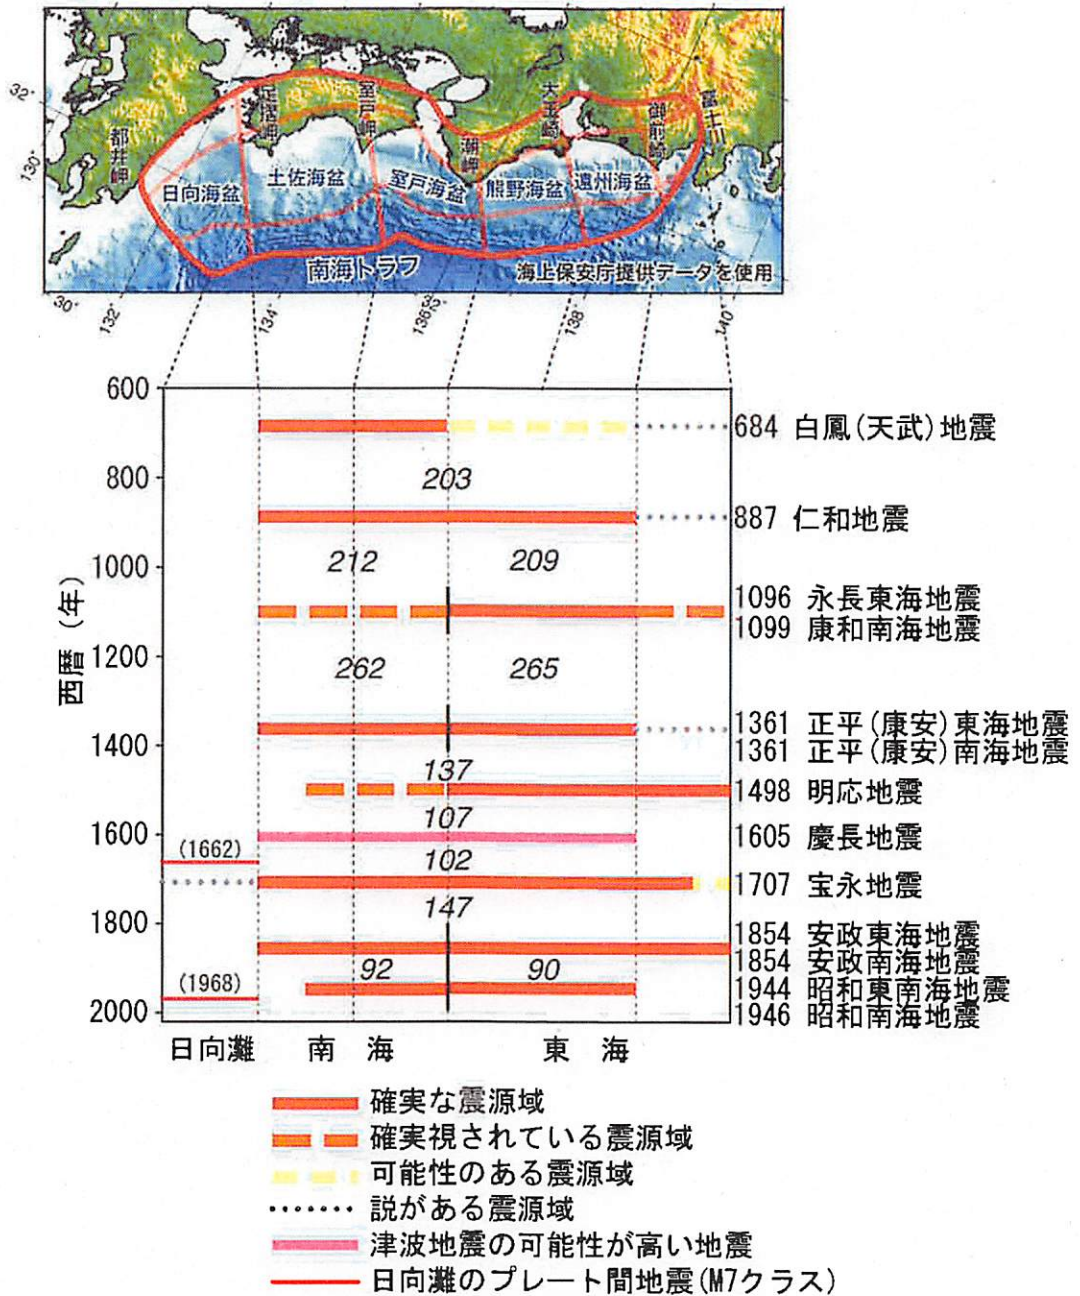 32°
130°
都井岬
足摺岬
室戸岬
潮岬
大王崎
御前崎
富士川
日向海盆
土佐海盆
室戸海盆
熊野海盆
遠州海盆
南海トラフ
海上保安庁提供データを使用
30°
132°
134°
136°
138°
140°
西暦（年）
600
800
1000
1200
1400
1600
1800
2000
684 白鳳(天武)地震
203
887 仁和地震
212
209
1096 永長東海地震
1099 康和南海地震
262
265
1361 正平(康安)東海地震
1361 正平(康安)南海地震
137
1498 明応地震
107
1605 慶長地震
(1662)
102
1707 宝永地震
147
1854 安政東海地震
1854 安政南海地震
92
90
(1968)
1944 昭和東南海地震
1946 昭和南海地震
日向灘 南 海 東 海
確実な震源域
確実視されている震源域
可能性のある震源域
説がある震源域
津波地震の可能性が高い地震
日向灘のプレート間地震(M7クラス)